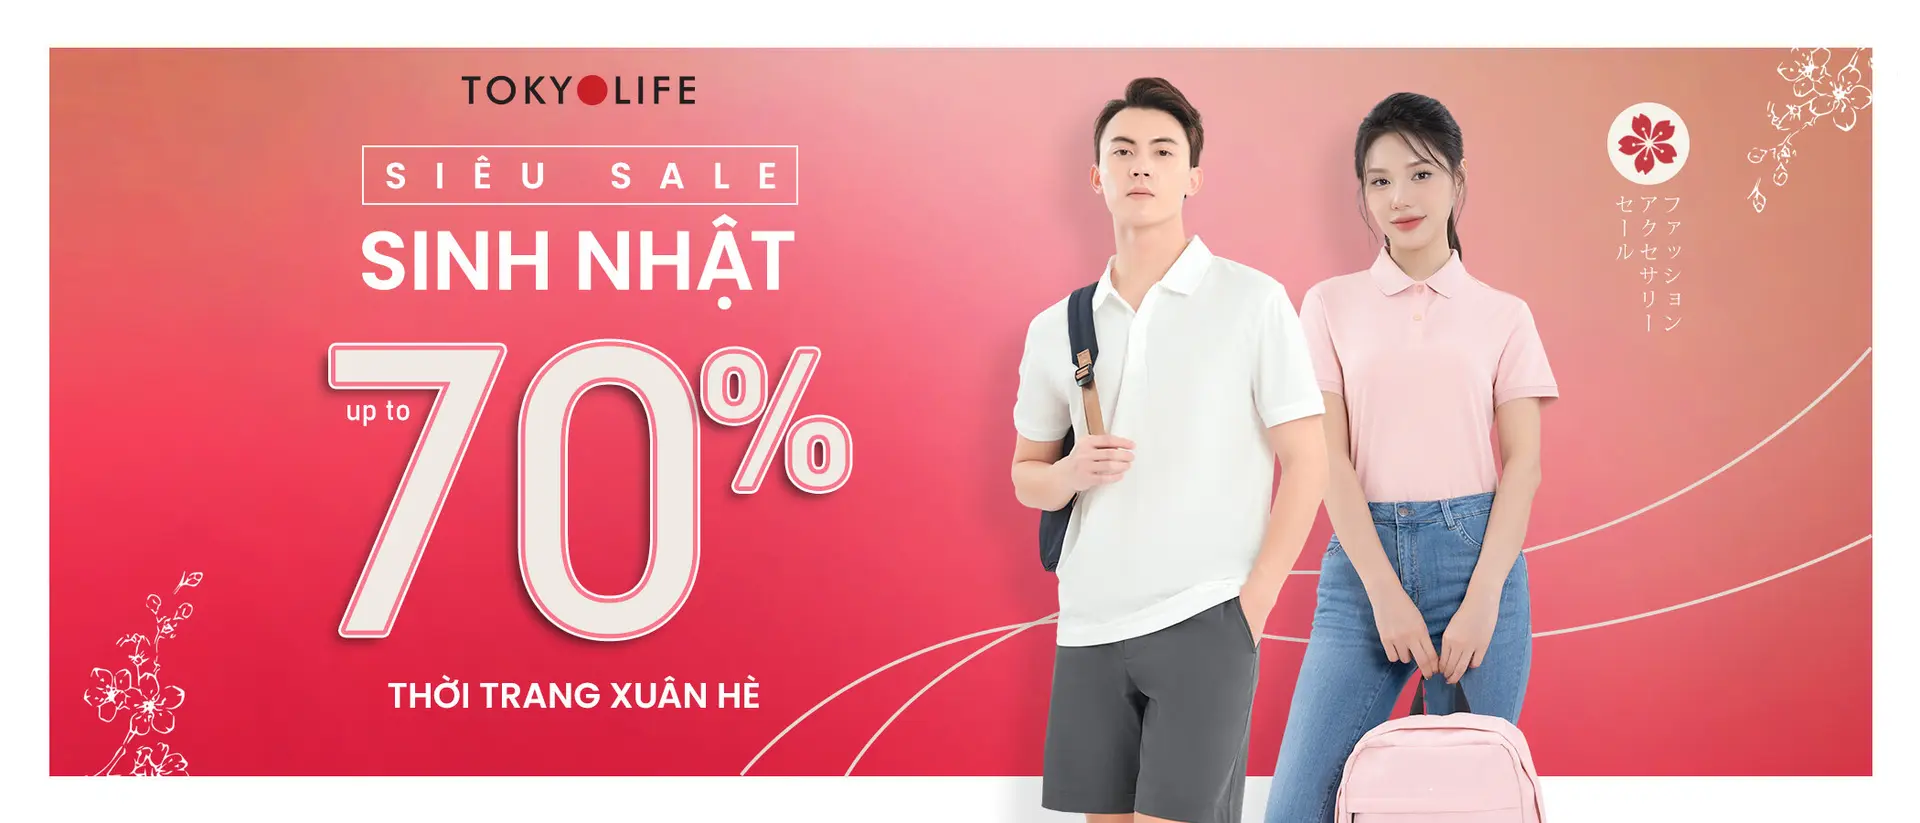 TOKYOLIFE
SIÊU SALE
SINH NHẬT
up to
70%
THỜI TRANG XUÂN HÈ
ファッション
アクセサリー
セール